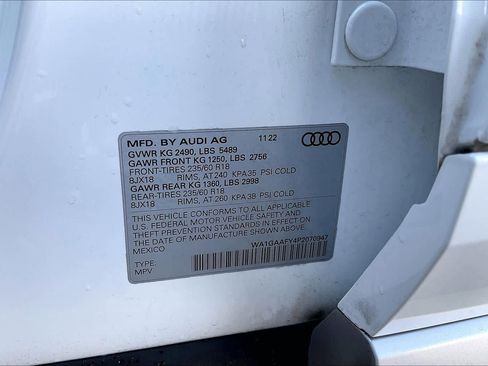 MFD. BY AUDI AG 11 22
GVWR KG 2490, LBS 5489
GAWR FRONT KG 1250, LBS 2756
FRONT-TIRES 235/60 R18
8JX18 RIMS, AT 240 KPA 35 PSI COLD
GAWR REAR KG 1360, LBS 2998
REAR-TIRES 235/60 R18
8JX18 RIMS, AT 260 KPA 38 PSI COLD
THIS VEHICLE CONFORMS TO ALL APPLICABLE
U.S. FEDERAL MOTOR VEHICLE SAFETY AND
THEFT PREVENTION STANDARDS IN EFFECT ON
THE DATE OF MANUFACTURE SHOWN ABOVE.
MEXICO
WA1GAAFY4P2070947
TYPE:
MPV